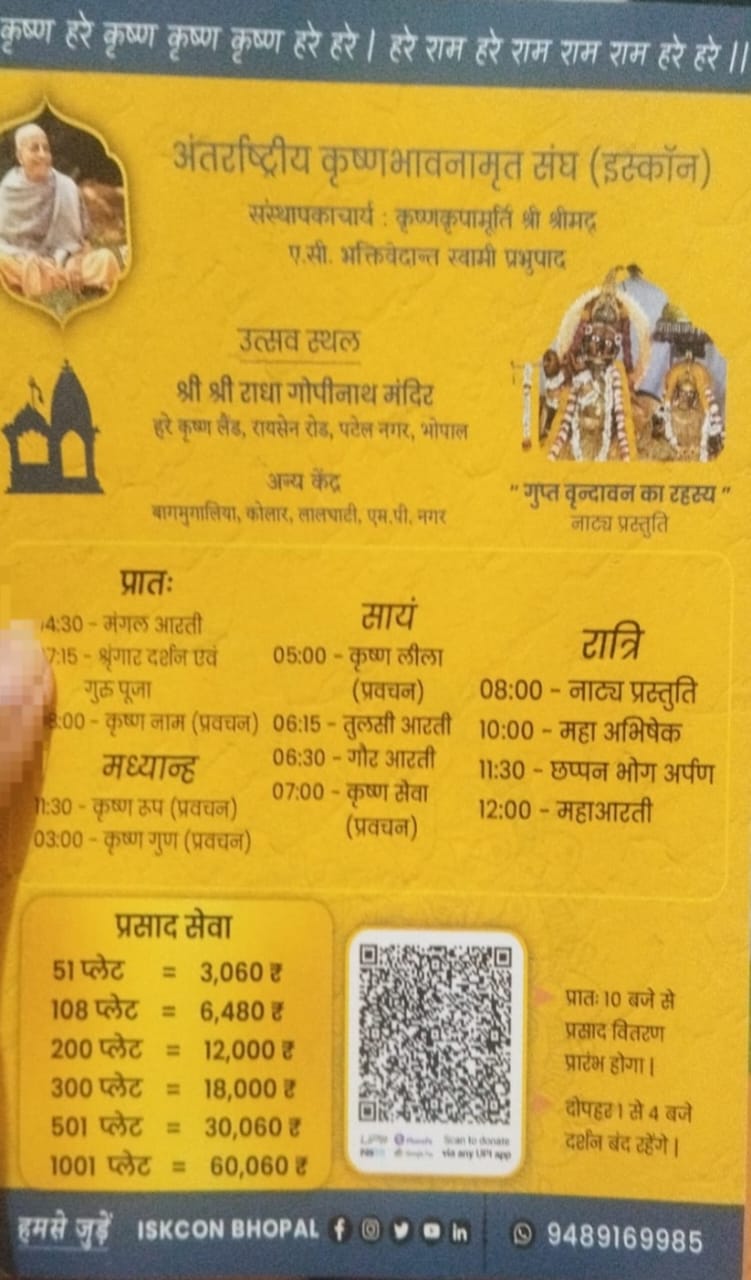 कृष्ण हरे कृष्ण कृष्ण कृष्ण हरे हरे | हरे राम हरे राम राम राम हरे हरे ||
अंतर्राष्ट्रीय कृष्णभावनामृत संघ (इस्कॉन)
संस्थापकाचार्य : कृष्णकृपामूर्ति श्री श्रीमद्
ए.सी. भक्तिवेदान्त स्वामी प्रभुपाद
उत्सव स्थल
श्री श्री राधा गोपीनाथ मंदिर
हरे कृष्ण लैंड, रायसेन रोड, पटेल नगर, भोपाल
अन्य केंद्र
बागमुगालिया, कोलार, लालघाटी, एम.पी. नगर
" गुप्त वृन्दावन का रहस्य "
नाट्य प्रस्तुति
प्रातः
4:30 - मंगल आरती
7:15 - श्रृंगार दर्शन एवं
गुरु पूजा
8:00 - कृष्ण नाम (प्रवचन)
मध्यान्ह
11:30 - कृष्ण रूप (प्रवचन)
03:00 - कृष्ण गुण (प्रवचन)
सायं
05:00 - कृष्ण लीला
(प्रवचन)
06:15 - तुलसी आरती
06:30 - गौर आरती
07:00 - कृष्ण सेवा
(प्रवचन)
रात्रि
08:00 - नाट्य प्रस्तुति
10:00 - महा अभिषेक
11:30 - छप्पन भोग अर्पण
12:00 - महाआरती
प्रसाद सेवा
51 प्लेट = 3,060 ₹
108 प्लेट = 6,480 ₹
200 प्लेट = 12,000 ₹
300 प्लेट = 18,000 ₹
501 प्लेट = 30,060 ₹
1001 प्लेट = 60,060 ₹
Scan to donate
via any UPI app
प्रातः 10 बजे से
प्रसाद वितरण
प्रारंभ होगा |
दोपहर 1 से 4 बजे
दर्शन बंद रहेंगे |
हमसे जुड़ें ISKCON BHOPAL 9489169985